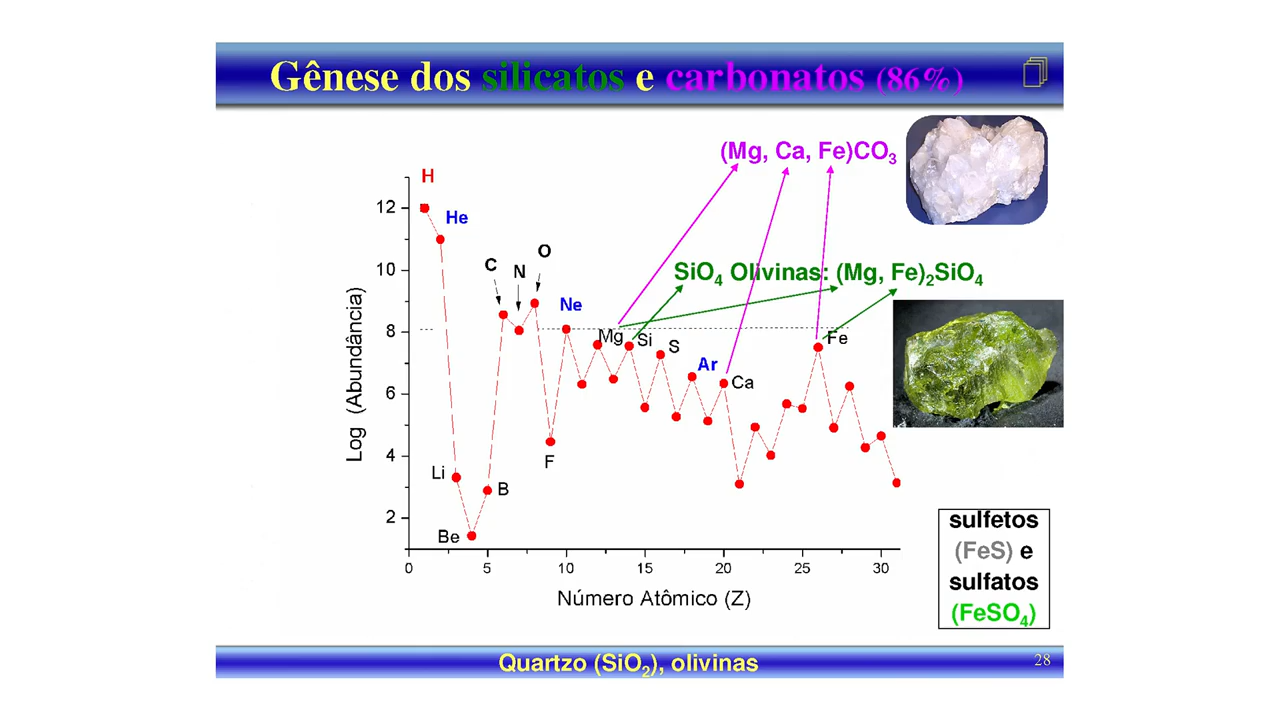 Gênese dos silicatos e carbonatos (86%)
(Mg, Ca, Fe)CO₃
H
He
C
N
O
SiO₄ Olivinas: (Mg, Fe)₂SiO₄
Ne
Mg
Si
S
Fe
Ar
Ca
F
Li
B
Be
Log (Abundância)
12
10
8
6
4
2
0
5
10
15
20
25
30
Número Atômico (Z)
sulfetos
(FeS) e
sulfatos
(FeSO₄)
Quartzo (SiO₂), olivinas
28